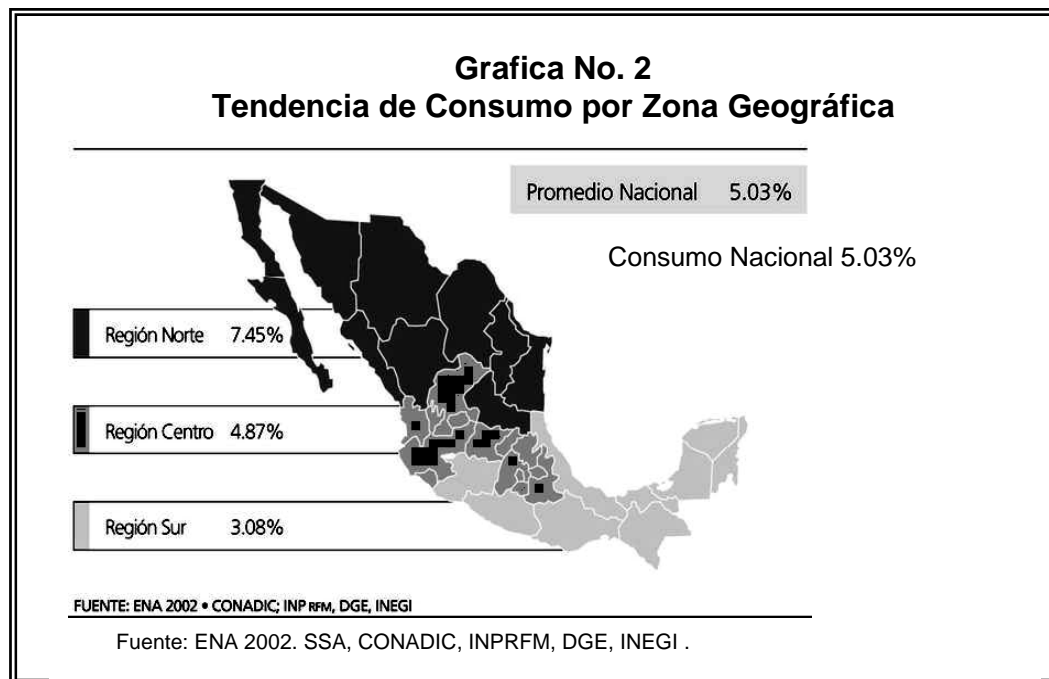 Grafica No. 2
Tendencia de Consumo por Zona Geográfica
Promedio Nacional 5.03%
Consumo Nacional 5.03%
Región Norte 7.45%
Región Centro 4.87%
Región Sur 3.08%
FUENTE: ENA 2002 • CONADIC; INP RFM, DGE, INEGI
Fuente: ENA 2002. SSA, CONADIC, INPRFM, DGE, INEGI .